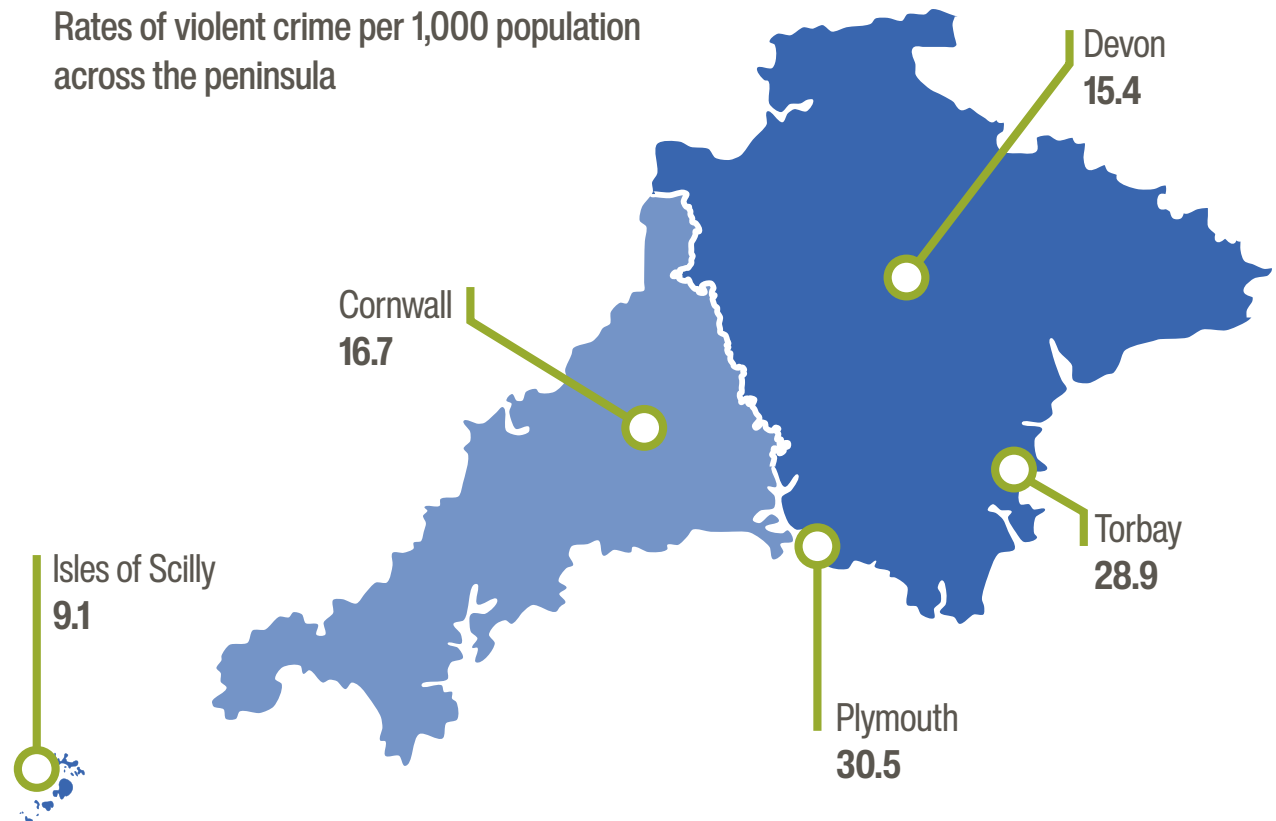 Rates of violent crime per 1,000 population
across the peninsula
Devon
15.4
Cornwall
16.7
Torbay
28.9
Isles of Scilly
9.1
Plymouth
30.5